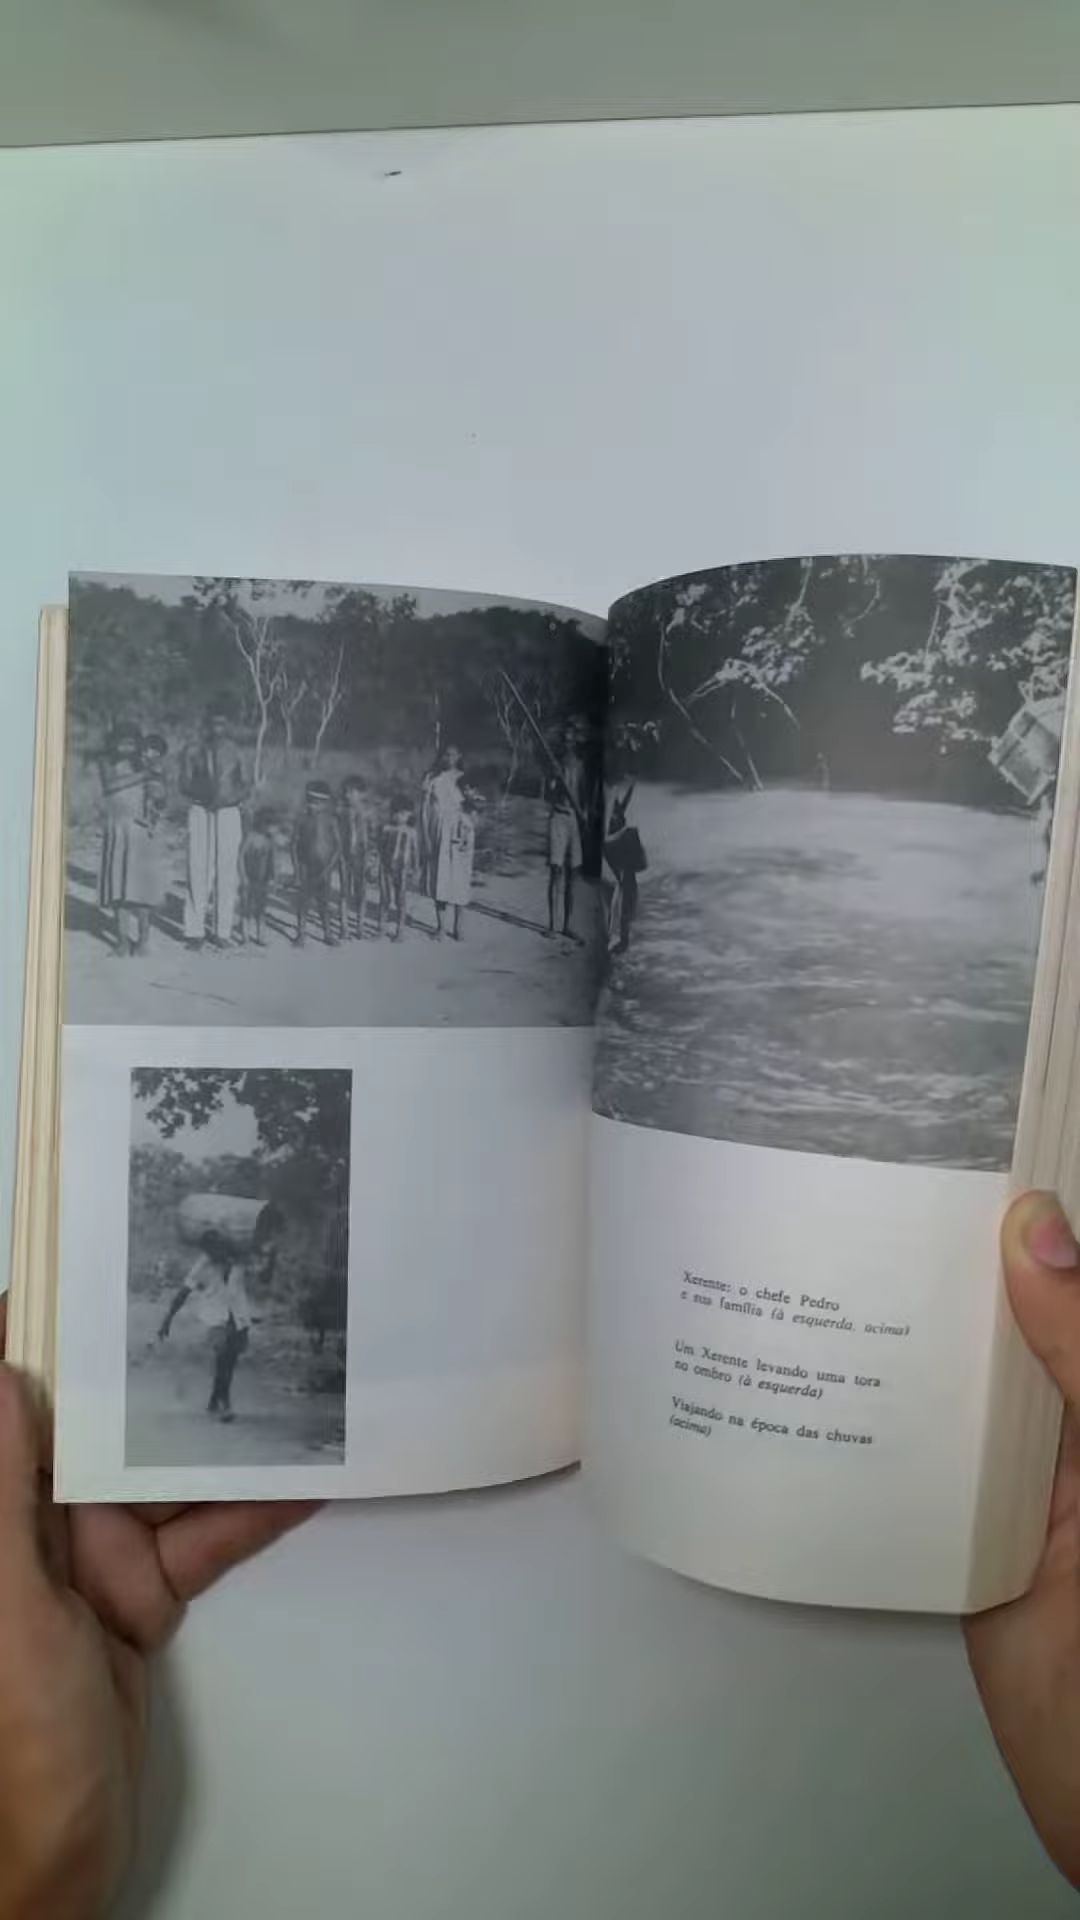 Xerente: o chefe Pedro
e sua família (à esquerda, acima)
Um Xerente levando uma tora
no ombro (à esquerda)
Viajando na época das chuvas
(acima)